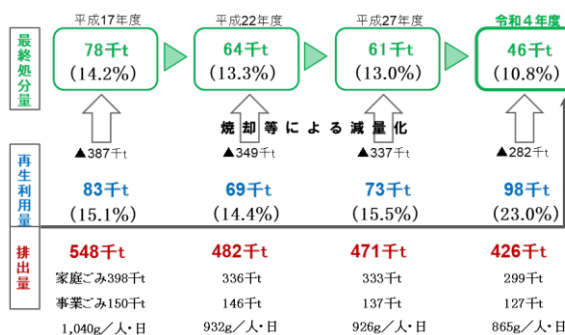 平成17年度 平成22年度 平成27年度 令和４年度
最終処分量
78千t 64千t 61千t 46千t
(14.2%) (13.3%) (13.0%) (10.8%)
焼却等による減量化
▲387千t ▲349千t ▲337千t ▲282千t
再生利用量
83千t 69千t 73千t 98千t
(15.1%) (14.4%) (15.5%) (23.0%)
排出量
548千t 482千t 471千t 426千t
家庭ごみ398千t 336千t 333千t 299千t
事業ごみ150千t 146千t 137千t 127千t
1,040g／人・日 932g／人・日 926g／人・日 865g／人・日